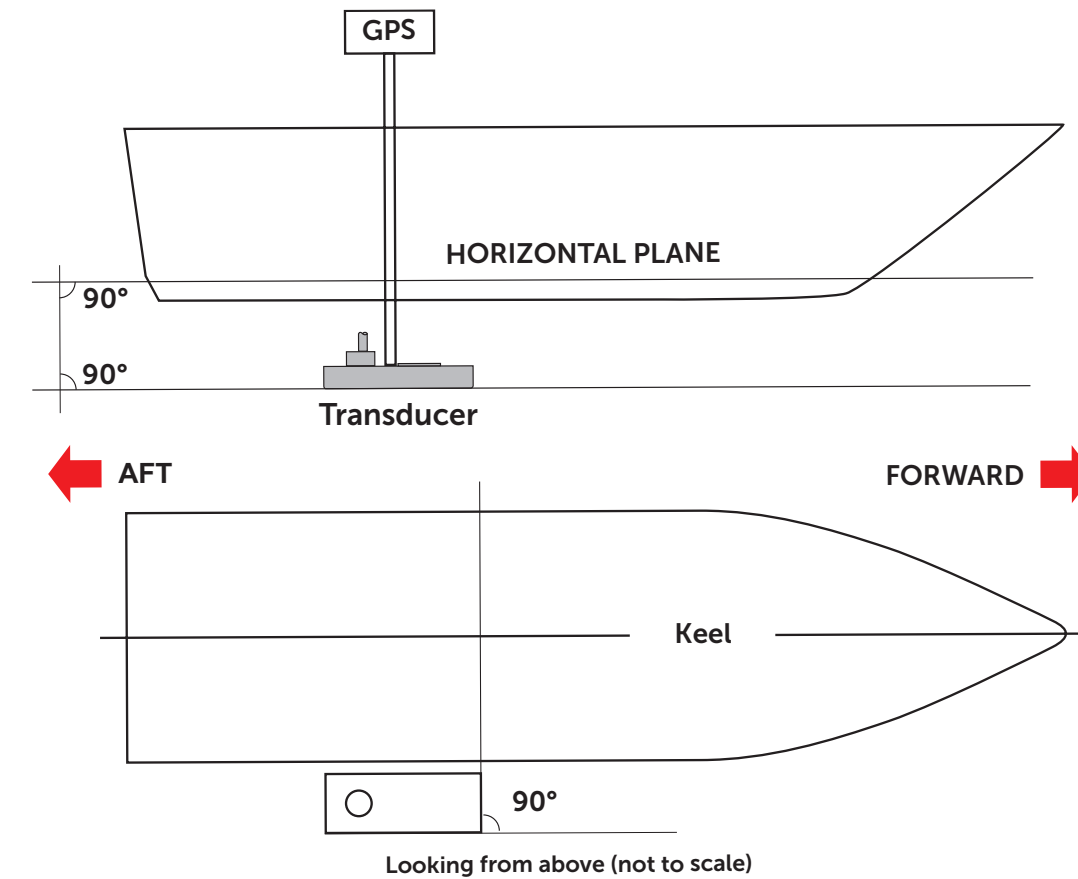 GPS
HORIZONTAL PLANE
90°
90°
Transducer
AFT
FORWARD
Keel
90°
Looking from above (not to scale)